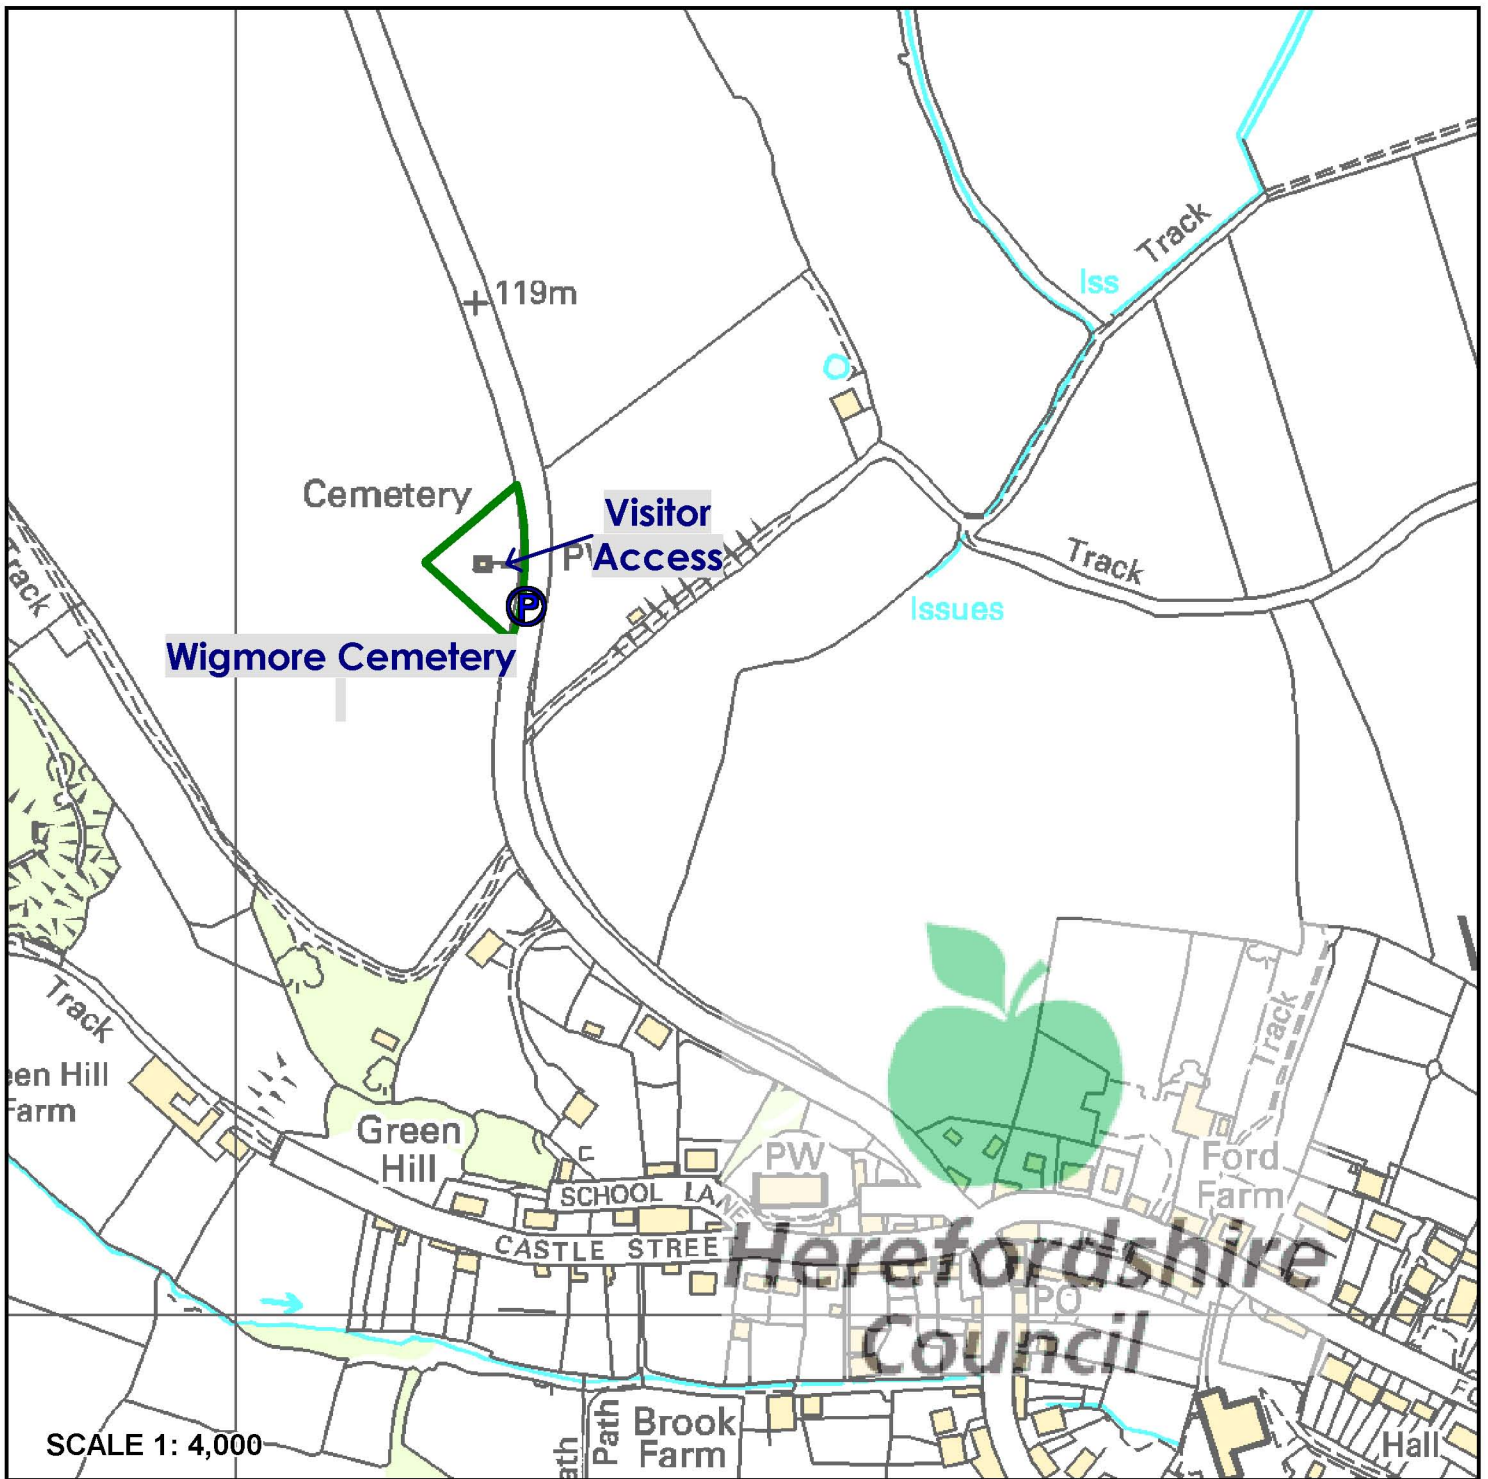 Track
Iss
119m
Cemetery
Visitor
Access
P
Track
Track
Issues
Wigmore Cemetery
Track
Track
Hill
Farm
Green
Hill
PW
Ford
Farm
SCHOOL LANE
CASTLE STREET
Herefordshire
Council
PO
Path
Brook
Farm
Hall
SCALE 1: 4,000